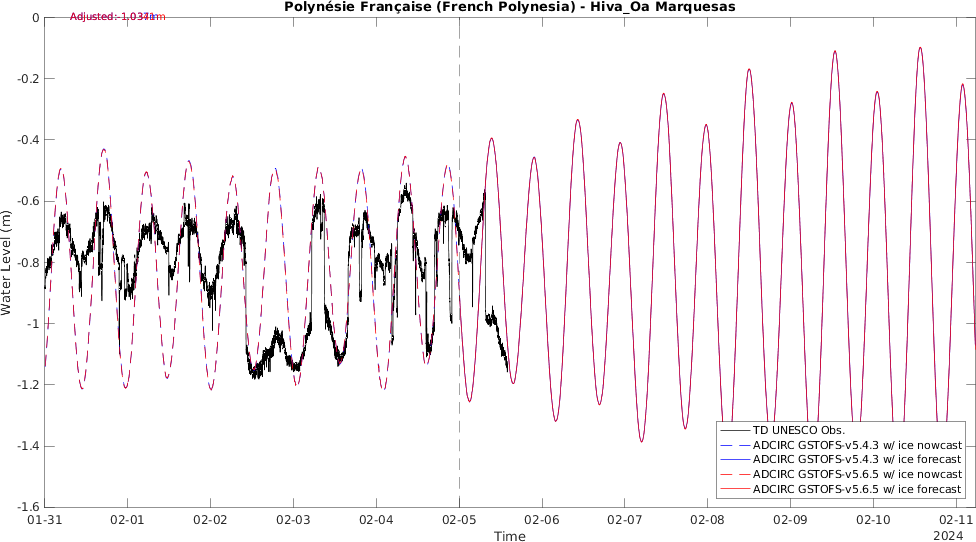 Polynésie Française (French Polynesia) - Hiva_Oa Marquesas
Adjusted:-1.037m
0
-0.2
-0.4
-0.6
-0.8
-1
-1.2
-1.4
-1.6
Water Level (m)
TD UNESCO Obs.
ADCIRC GSTOFS-v5.4.3 w/ ice nowcast
ADCIRC GSTOFS-v5.4.3 w/ ice forecast
ADCIRC GSTOFS-v5.6.5 w/ ice nowcast
ADCIRC GSTOFS-v5.6.5 w/ ice forecast
01-31 02-01 02-02 02-03 02-04 02-05 02-06 02-07 02-08 02-09 02-10 02-11
Time
2024